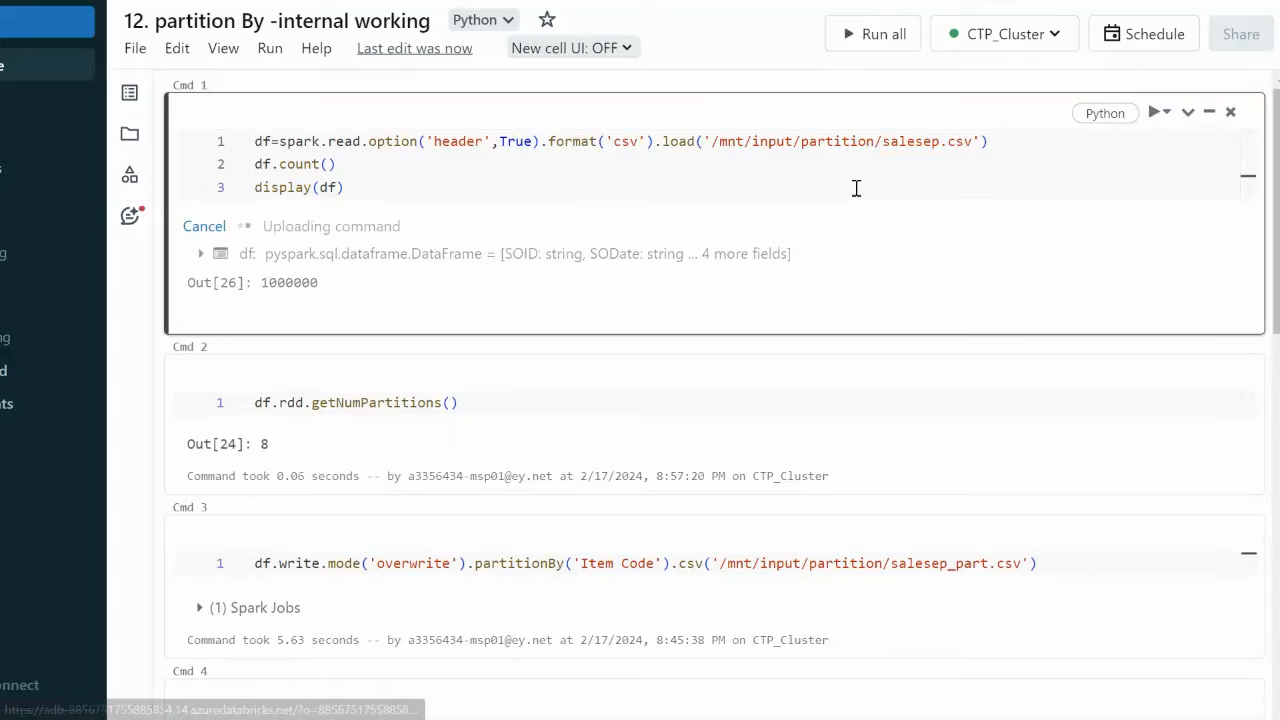 12. partition By -internal working
Python
File Edit View Run Help Last edit was now New cell UI: OFF
Run all
CTP_Cluster
Schedule
Share
e
s
g
ng
d
nts
onnect
Cmd 1
Python
1 df=spark.read.option('header',True).format('csv').load('/mnt/input/partition/salesep.csv')
2 df.count()
3 display(df)
Cancel Uploading command
df: pyspark.sql.dataframe.DataFrame = [SOID: string, SODate: string ... 4 more fields]
Out[26]: 1000000
Cmd 2
1 df.rdd.getNumPartitions()
Out[24]: 8
Command took 0.06 seconds -- by a3356434-msp01@ey.net at 2/17/2024, 8:57:20 PM on CTP_Cluster
Cmd 3
1 df.write.mode('overwrite').partitionBy('Item Code').csv('/mnt/input/partition/salesep_part.csv')
(1) Spark Jobs
Command took 5.63 seconds -- by a3356434-msp01@ey.net at 2/17/2024, 8:45:38 PM on CTP_Cluster
Cmd 4